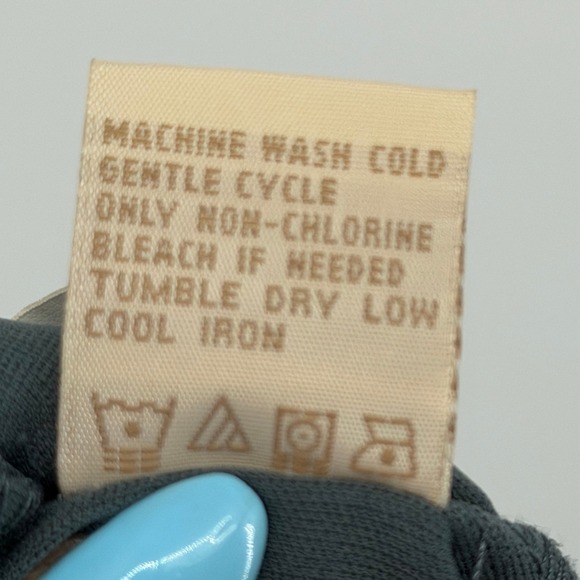 MACHINE WASH COLD
GENTLE CYCLE
ONLY NON-CHLORINE
BLEACH IF NEEDED
TUMBLE DRY LOW
COOL IRON